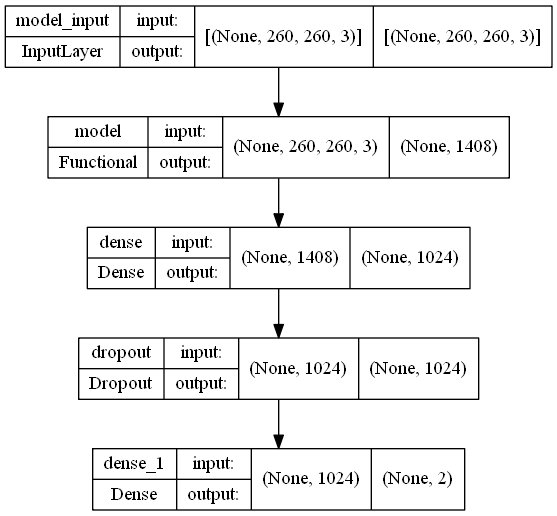 model_input input: [(None, 260, 260, 3)] [(None, 260, 260, 3)]
InputLayer output:
model input: (None, 260, 260, 3) (None, 1408)
Functional output:
dense input: (None, 1408) (None, 1024)
Dense output:
dropout input: (None, 1024) (None, 1024)
Dropout output:
dense_1 input: (None, 1024) (None, 2)
Dense output: